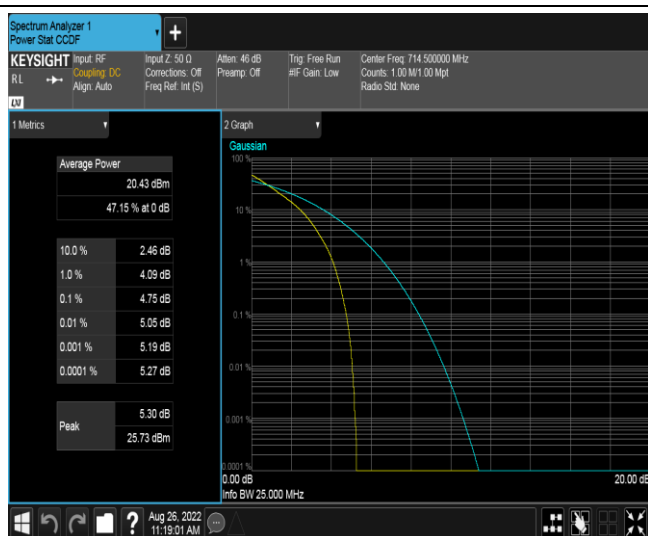 Spectrum Analyzer 1
Power Stat CCDF
KEYSIGHT
RL
LXI
Input: RF
Coupling: DC
Align: Auto
Input Z: 50 Ω
Corrections: Off
Freq Ref: Int (S)
Atten: 46 dB
Preamp: Off
Trig: Free Run
#IF Gain: Low
Center Freq: 714.500000 MHz
Counts: 1.00 M/1.00 Mpt
Radio Std: None
1 Metrics
Average Power
20.43 dBm
47.15 % at 0 dB
10.0 % 2.46 dB
1.0 % 4.09 dB
0.1 % 4.75 dB
0.01 % 5.05 dB
0.001 % 5.19 dB
0.0001 % 5.27 dB
Peak
5.30 dB
25.73 dBm
2 Graph
Gaussian
100 %
10 %
1 %
0.1 %
0.01 %
0.001 %
0.0001 %
0.00 dB
20.00 dB
Info BW 25.000 MHz
Aug 26, 2022
11:19:01 AM